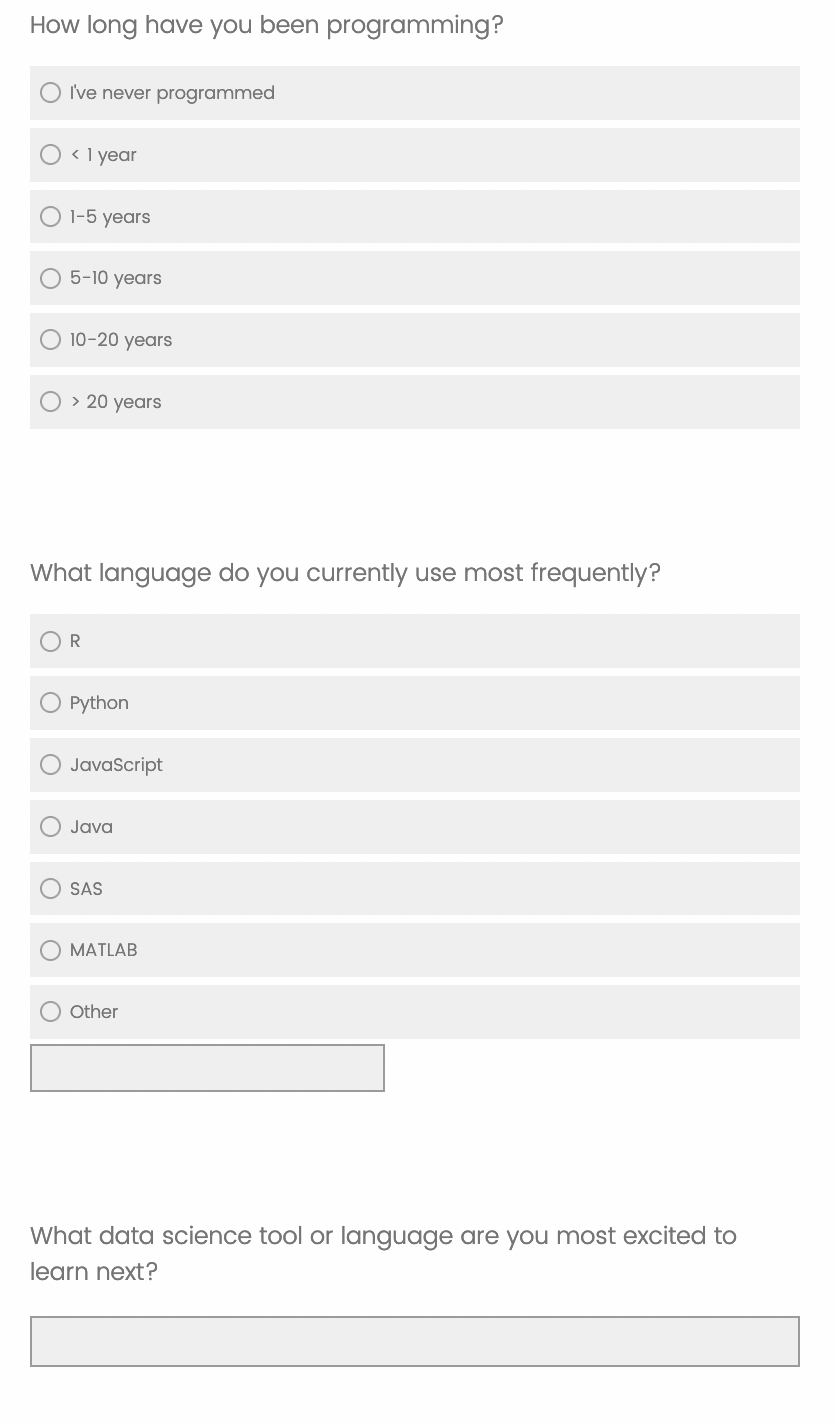 How long have you been programming?
I've never programmed
< 1 year
1-5 years
5-10 years
10-20 years
> 20 years
What language do you currently use most frequently?
R
Python
JavaScript
Java
SAS
MATLAB
Other
What data science tool or language are you most excited to
learn next?